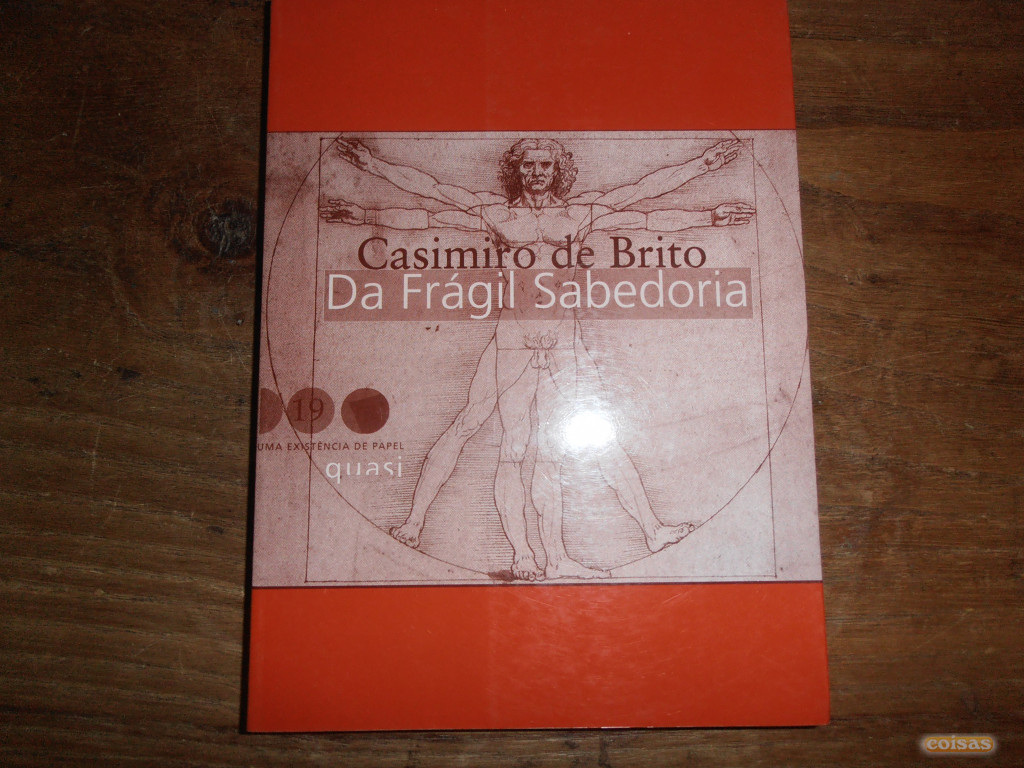 Casimiro de Brito
Da Frágil Sabedoria
19
UMA EXISTÊNCIA DE PAPEL
quasi
coisas